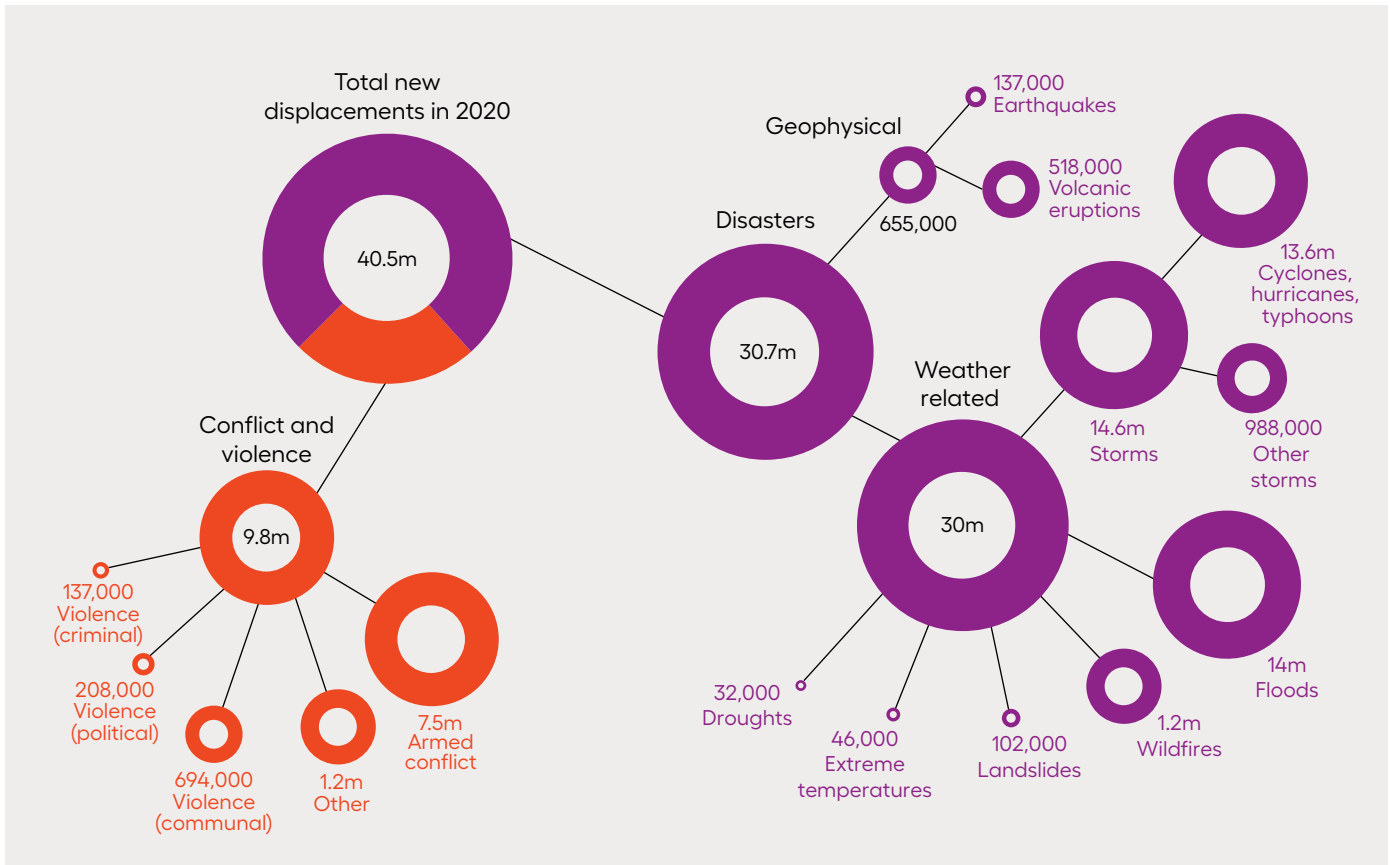 Total new
displacements in 2020
40.5m
Conflict and
violence
9.8m
137,000
Violence
(criminal)
208,000
Violence
(political)
694,000
Violence
(communal)
1.2m
Other
7.5m
Armed
conflict
Disasters
30.7m
Geophysical
655,000
137,000
Earthquakes
518,000
Volcanic
eruptions
Weather
related
30m
14.6m
Storms
13.6m
Cyclones,
hurricanes,
typhoons
988,000
Other
storms
14m
Floods
1.2m
Wildfires
102,000
Landslides
46,000
Extreme
temperatures
32,000
Droughts